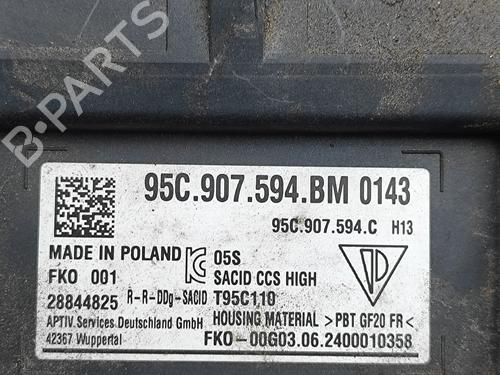 95C.907.594.BM 0143
95C.907.594.C H13
MADE IN POLAND 05S
FKO 001 SACID CCS HIGH
28844825 R-R-DDg-SACID T95C110
APTIV Services Deutschland GmbH HOUSING MATERIAL >PBT GF20 FR<
42367 Wuppertal FKO-00G03.06.2400010358
B-PARTS